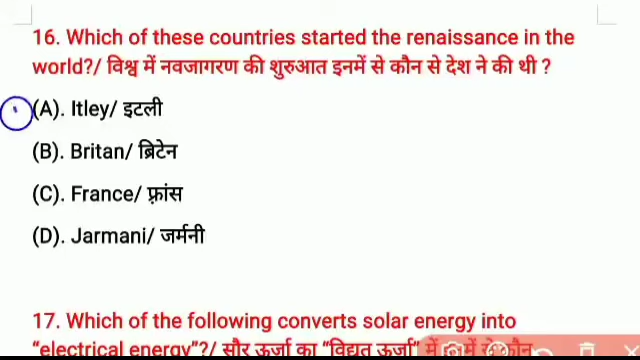 16. Which of these countries started the renaissance in the
world?/ विश्व में नवजागरण की शुरुआत इनमें से कौन से देश ने की थी ?
(A). Itley/ इटली
(B). Britan/ ब्रिटेन
(C). France/ फ़्रांस
(D). Jarmani/ जर्मनी
17. Which of the following converts solar energy into
“electrical energy”?/ सौर ऊर्जा का “विद्युत ऊर्जा” में